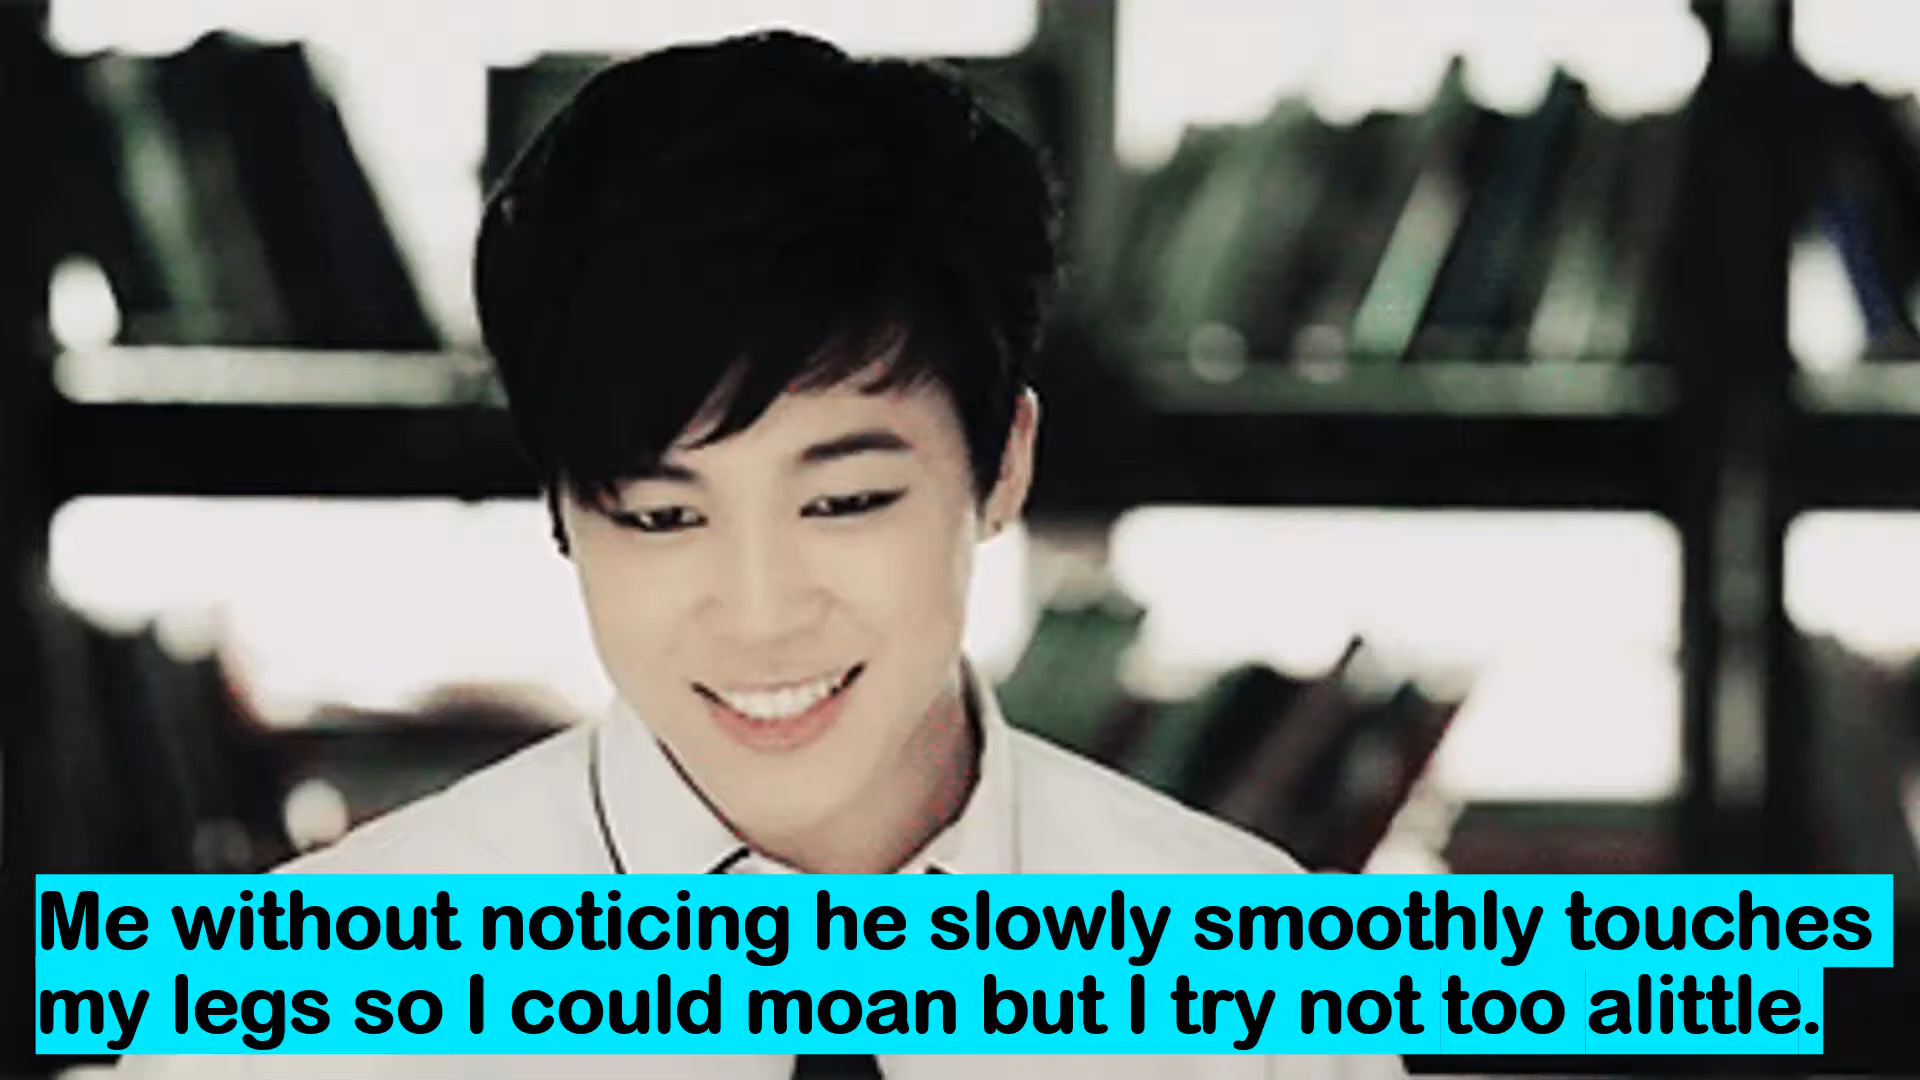 Me without noticing he slowly smoothly touches
my legs so I could moan but I try not too alittle.